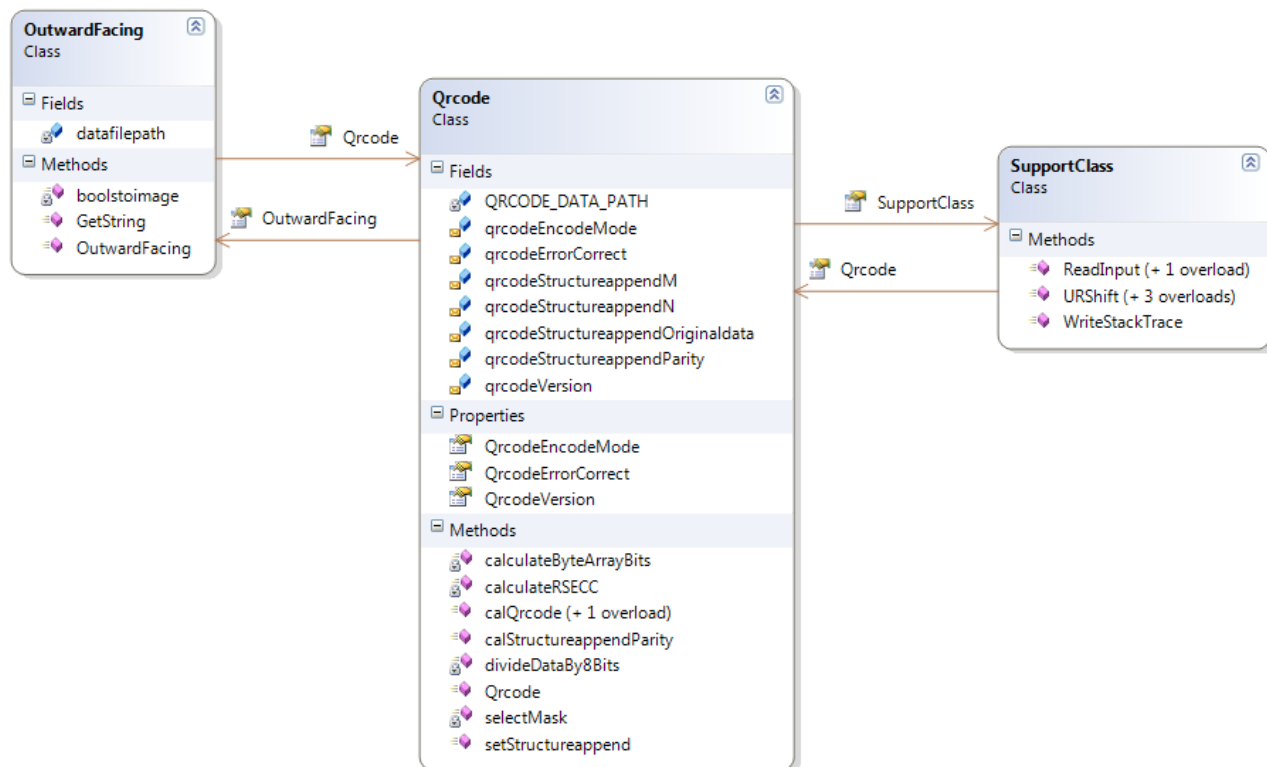 OutwardFacing
Class
Fields
datafilepath
Methods
boolstoimage
GetString
OutwardFacing
Qrcode
OutwardFacing
Qrcode
Class
Fields
QRCODE_DATA_PATH
qrcodeEncodeMode
qrcodeErrorCorrect
qrcodeStructureappendM
qrcodeStructureappendN
qrcodeStructureappendOriginaldata
qrcodeStructureappendParity
qrcodeVersion
Properties
QrcodeEncodeMode
QrcodeErrorCorrect
QrcodeVersion
Methods
calculateByteArrayBits
calculateRSECC
calQrcode (+ 1 overload)
calStructureappendParity
divideDataBy8Bits
Qrcode
selectMask
setStructureappend
SupportClass
Qrcode
SupportClass
Class
Methods
ReadInput (+ 1 overload)
URShift (+ 3 overloads)
WriteStackTrace